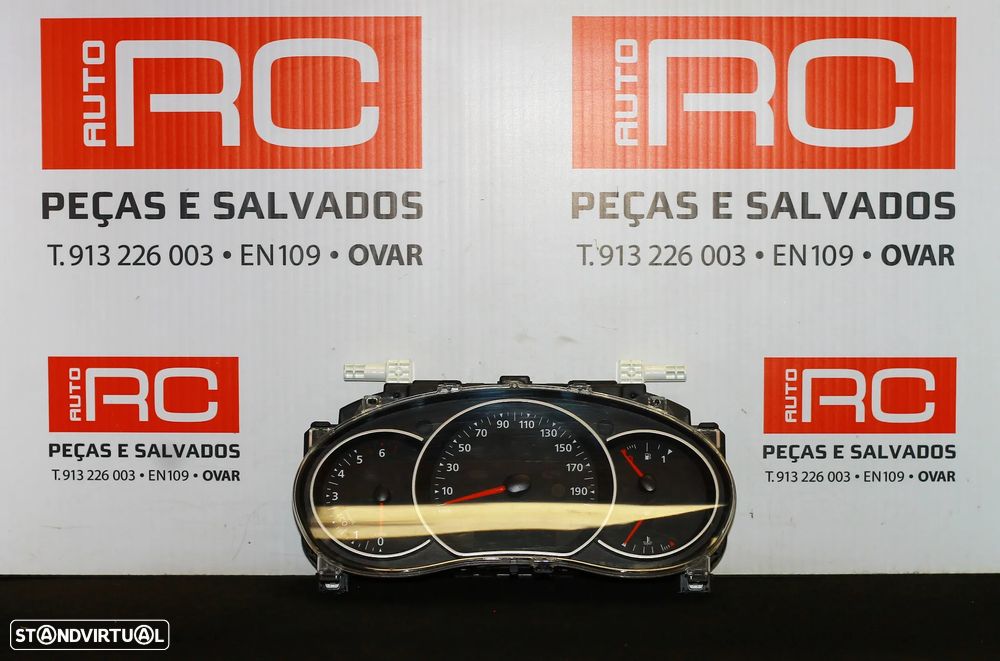 AUTO RC
PEÇAS E SALVADOS
T. 913 226 003 • EN109 • OVAR
AUTO RC
PEÇAS E SALVADOS
T. 913 226 003 • EN109 • OVAR
AUTO RC
PEÇAS E SALVADOS
T. 913 226 003 • EN109 • OVAR
AUTO RC
PEÇAS E SALVADOS
T. 913 226 003 • EN109 • OVAR
0 1 3 4 5 6
10 30 50 70 90 110 130 150 170 190
0 1
STANDVIRTUAL